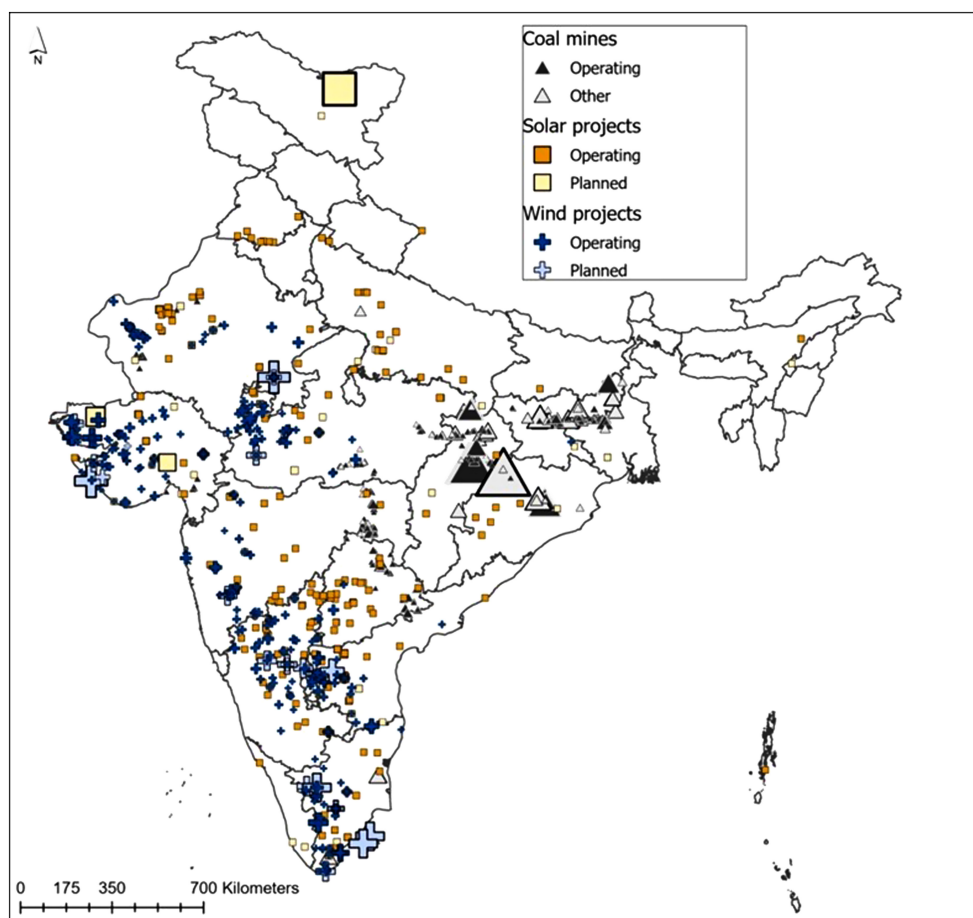 N
Coal mines
Operating
Other
Solar projects
Operating
Planned
Wind projects
Operating
Planned
0 175 350 700 Kilometers